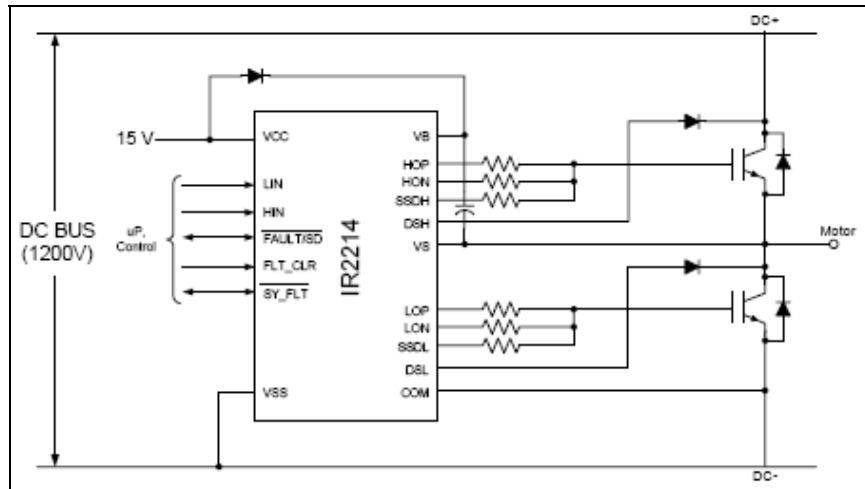 DC+
15 V
VCC
VB
HOP
LIN
HON
HIN
SSDH
DC BUS
(1200V)
uP,
Control
FAULT/SD
DSH
Motor
FLT_CLR
VS
SY_FLT
IR2214
LOP
LON
SSDL
DSL
VSS
COM
DC-